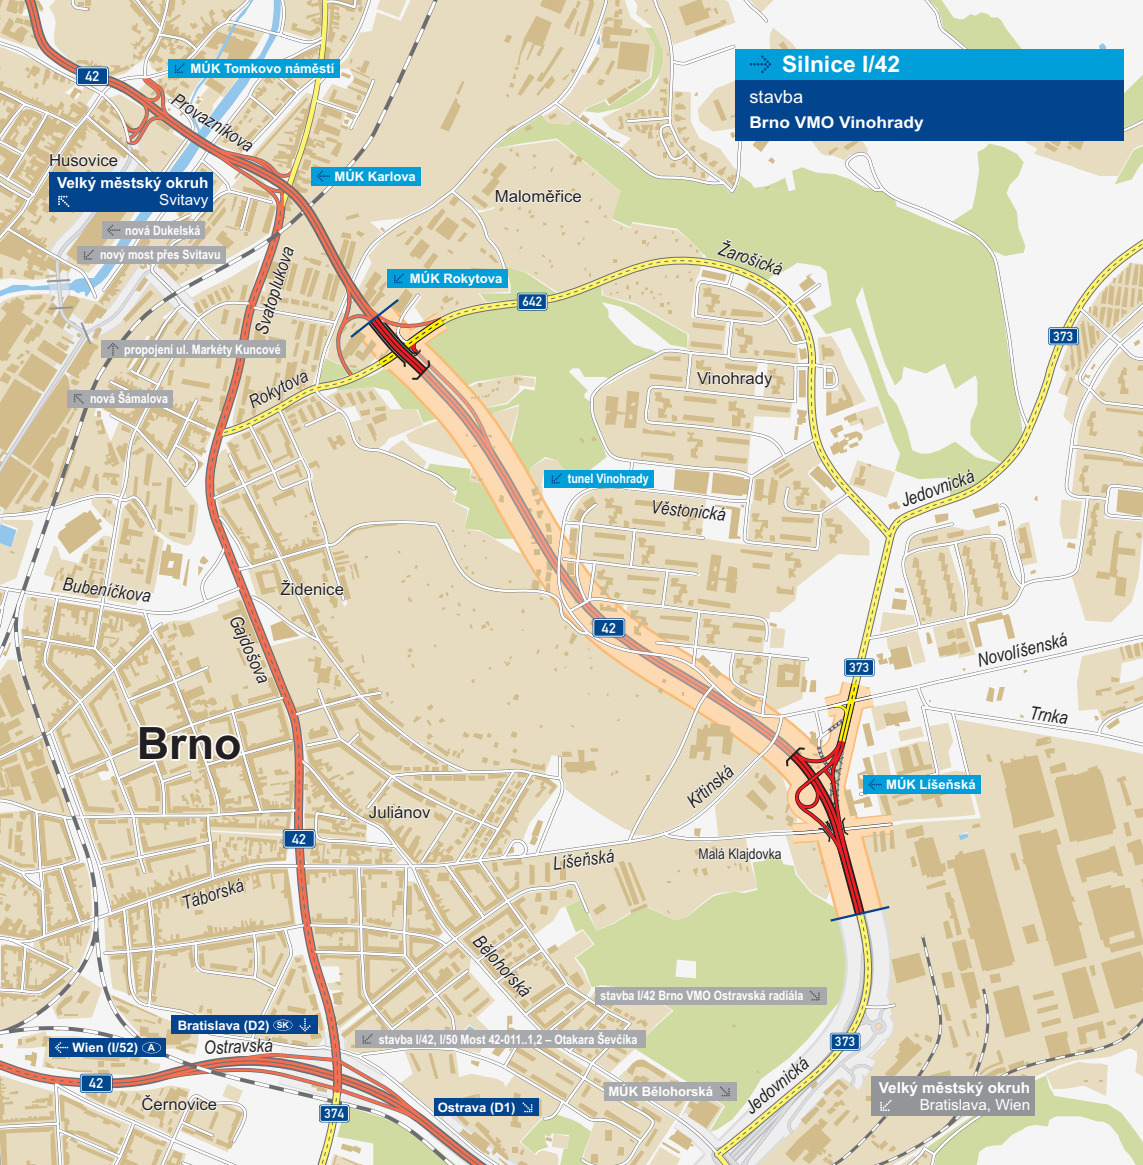 Silnice I/42
stavba
Brno VMO Vinohrady
42
MÚK Tomkovo náměstí
Provazníkova
Husovice
Velký městský okruh
Svitavy
MÚK Karlova
Maloměřice
nová Dukelská
nový most přes Svitavu
Svatoplukova
Žarošická
MÚK Rokytova
642
373
propojení ul. Markéty Kuncové
Rokytova
nová Šámalova
Vinohrady
tunel Vinohrady
Jedovnická
Věstonická
Bubeníčkova
Židenice
Gajdošova
42
Novolíšenská
373
Trnka
Brno
Křtinská
MÚK Líšeňská
Juliánov
42
Líšeňská
Malá Klajdovka
Táborská
Bělohorská
stavba I/42 Brno VMO Ostravská radiála
Bratislava (D2) SK
Wien (I/52) A
Ostravská
stavba I/42, I/50 Most 42-011..1,2 – Otakara Ševčíka
373
42
Černovice
374
Ostrava (D1)
MÚK Bělohorská
Jedovnická
Velký městský okruh
Bratislava, Wien